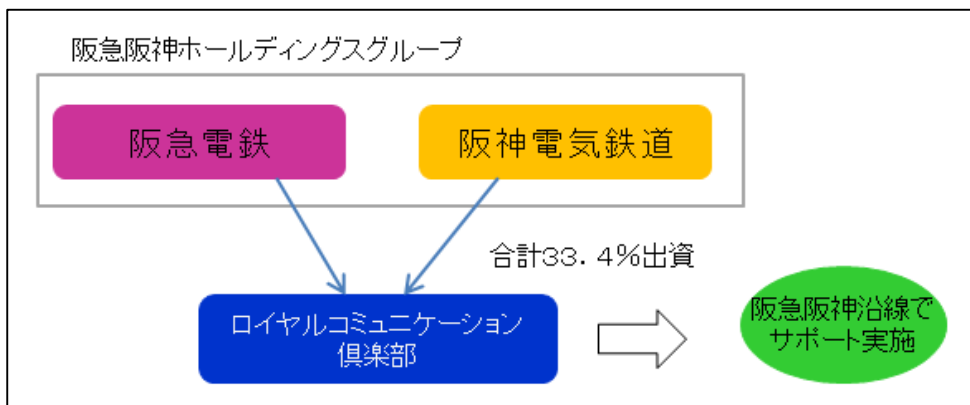 阪急阪神ホールディングスグループ
阪急電鉄
阪神電気鉄道
合計33.4%出資
ロイヤルコミュニケーション
倶楽部
阪急阪神沿線で
サポート実施